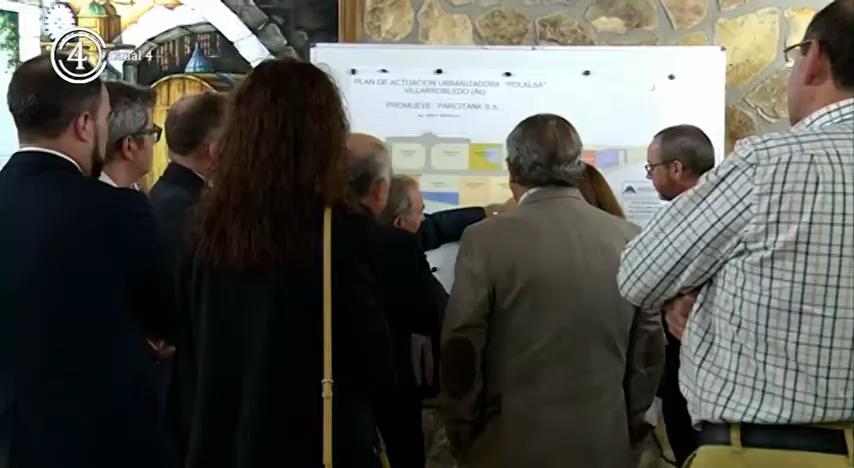 4
Canal 4
PLAN DE ACTUACION URBANIZADORA "POLALSA"
VILLARROBLEDO (Ab)
PROMUEVE: PARCITANK S.A.